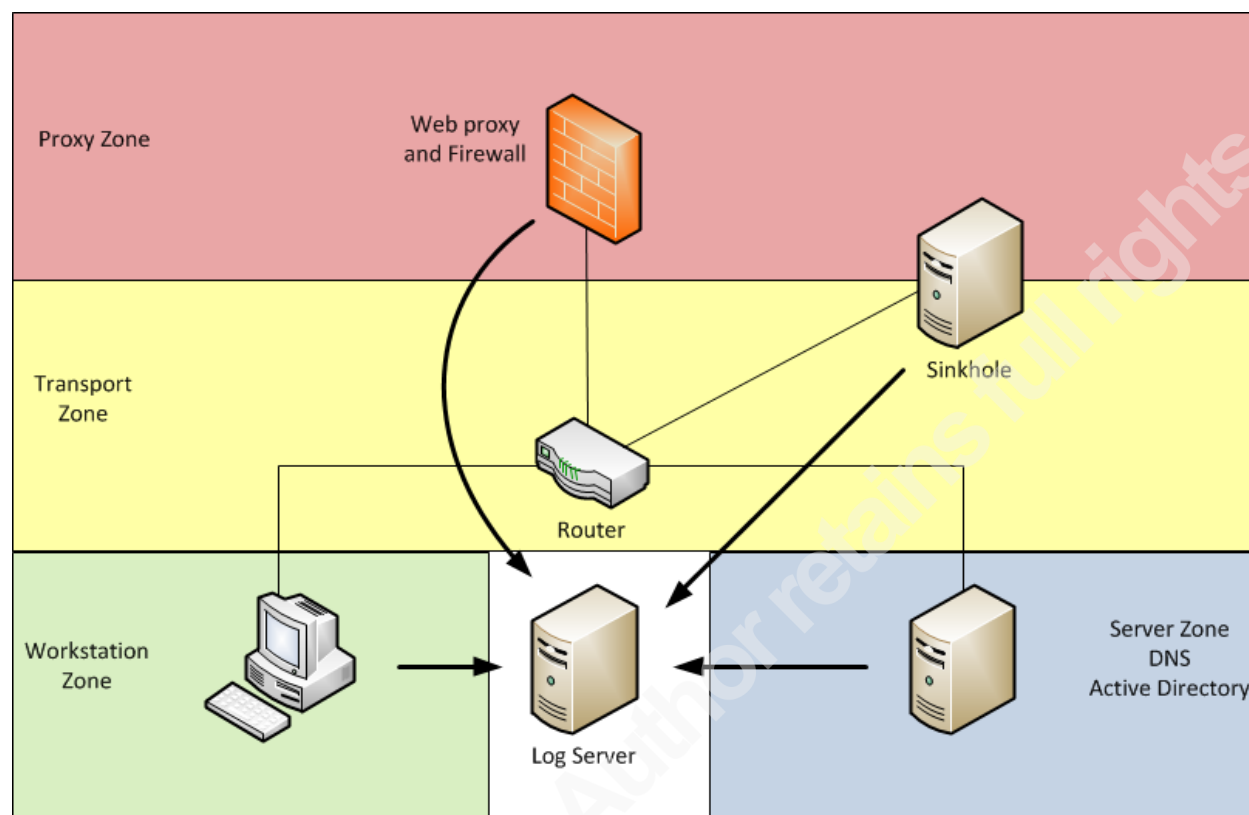 Proxy Zone
Web proxy
and Firewall
Sinkhole
Transport
Zone
Router
Workstation
Zone
Log Server
Server Zone
DNS
Active Directory
Author retains full rights